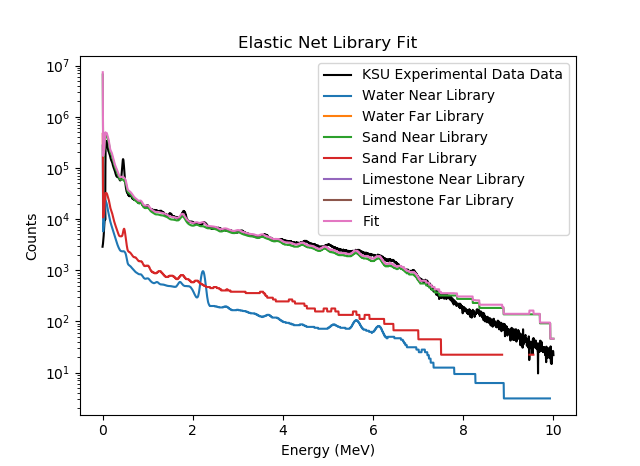 Elastic Net Library Fit
KSU Experimental Data Data
Water Near Library
Water Far Library
Sand Near Library
Sand Far Library
Limestone Near Library
Limestone Far Library
Fit
10⁷
10⁶
10⁵
10⁴
10³
10²
10¹
Counts
0 2 4 6 8 10
Energy (MeV)